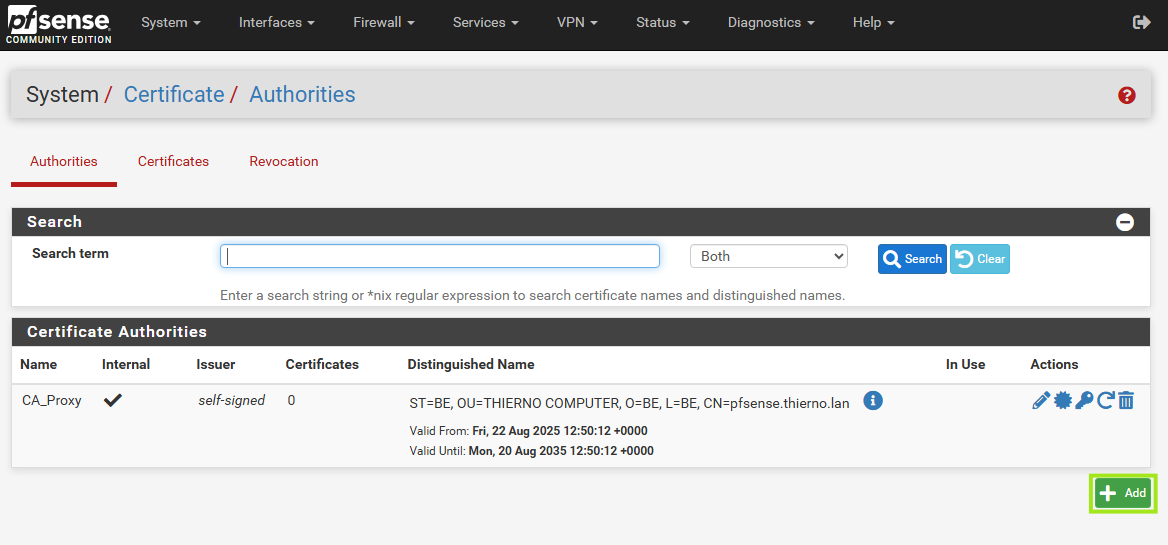 pfsense
COMMUNITY EDITION
System Interfaces Firewall Services VPN Status Diagnostics Help
System / Certificate / Authorities
Authorities Certificates Revocation
Search
Search term Both Search Clear
Enter a search string or *nix regular expression to search certificate names and distinguished names.
Certificate Authorities
Name Internal Issuer Certificates Distinguished Name In Use Actions
CA_Proxy self-signed 0 ST=BE, OU=THIERNO COMPUTER, O=BE, L=BE, CN=pfsense.thierno.lan
Valid From: Fri, 22 Aug 2025 12:50:12 +0000
Valid Until: Mon, 20 Aug 2035 12:50:12 +0000
Add